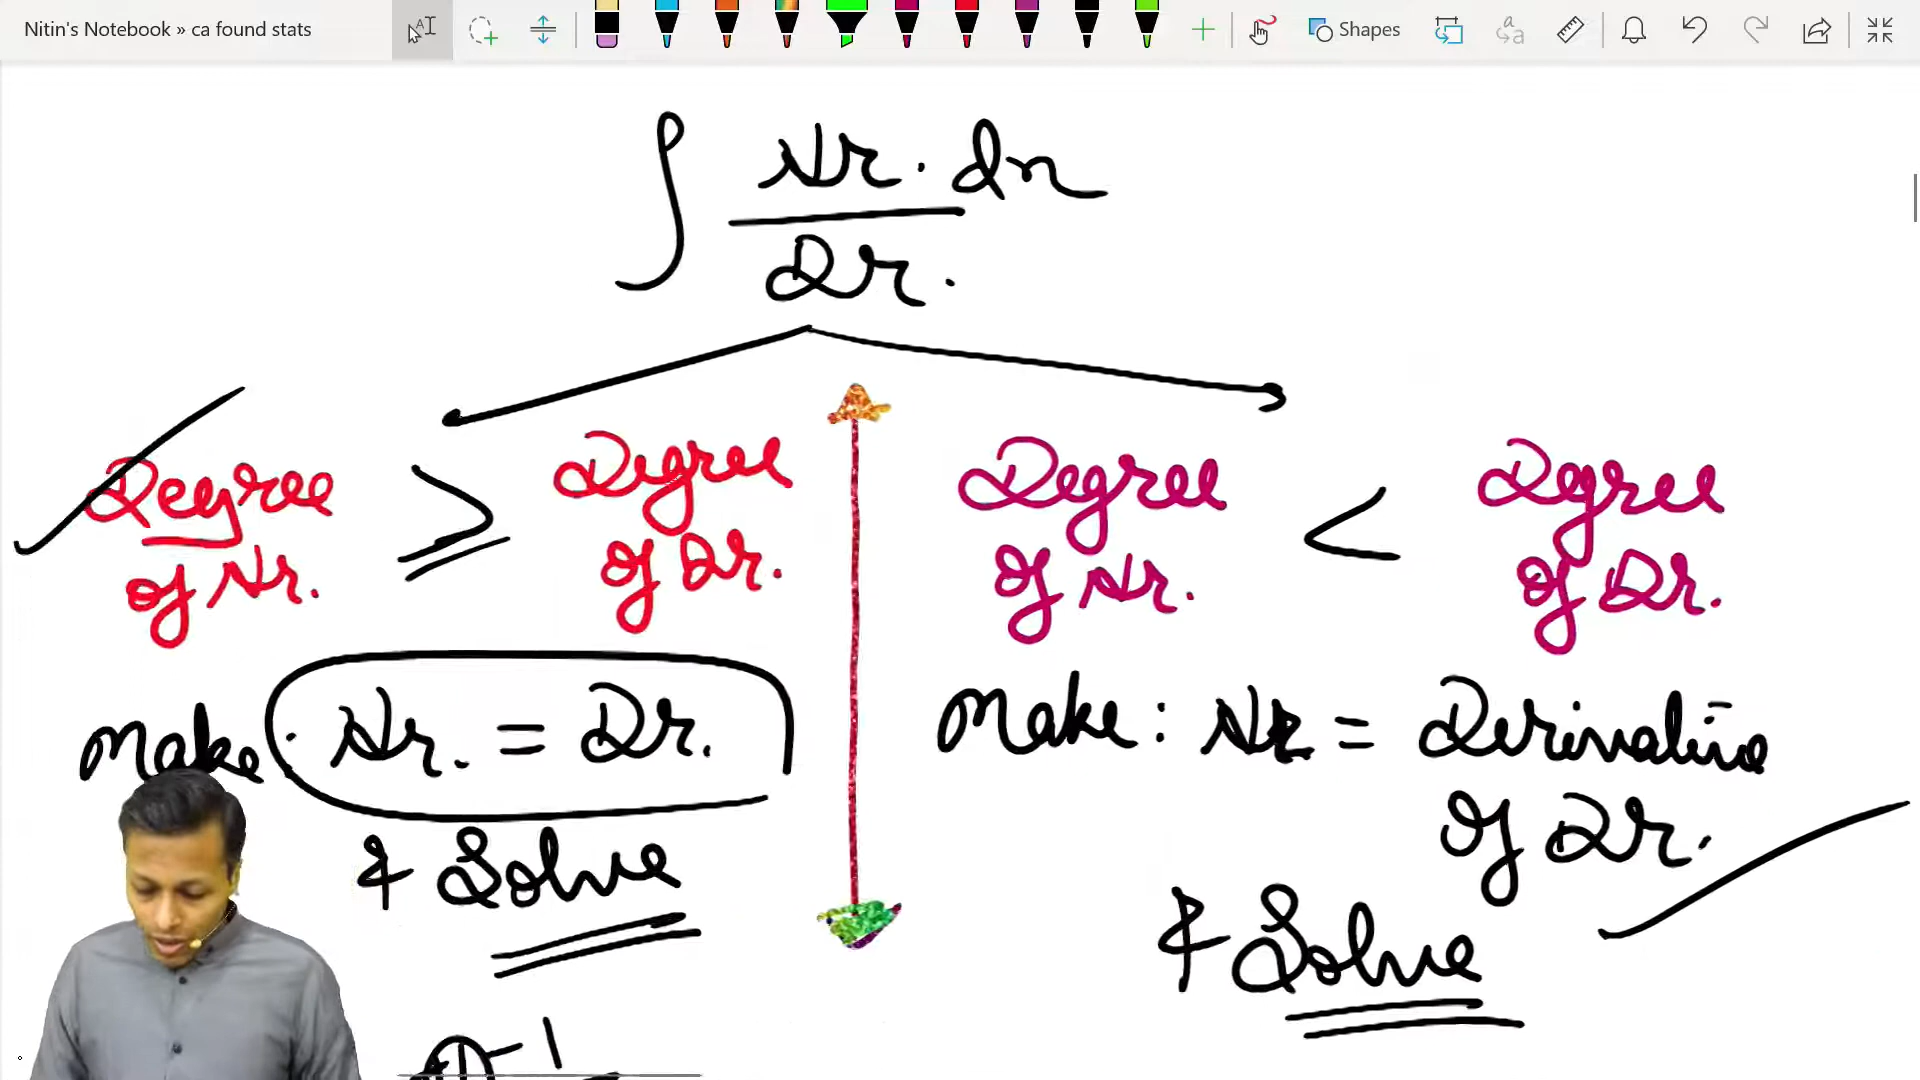 Nitin's Notebook » ca found stats
Shapes
∫ Nr. dx
Dr.
Degree of Nr. ≥ Degree of Dr.
Degree of Nr. < Degree of Dr.
Make: Nr. = Dr.
& Solve
Make: Nr = Derivative of Dr.
& Solve